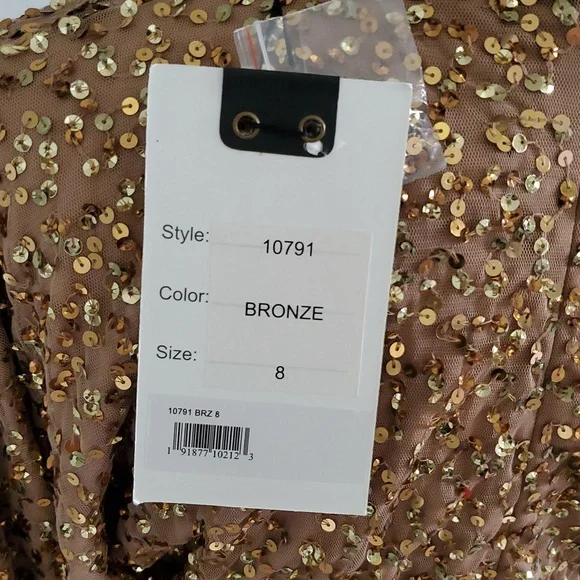 Style: 10791
Color: BRONZE
Size: 8
10791 BRZ 8
1 91877 10212 3